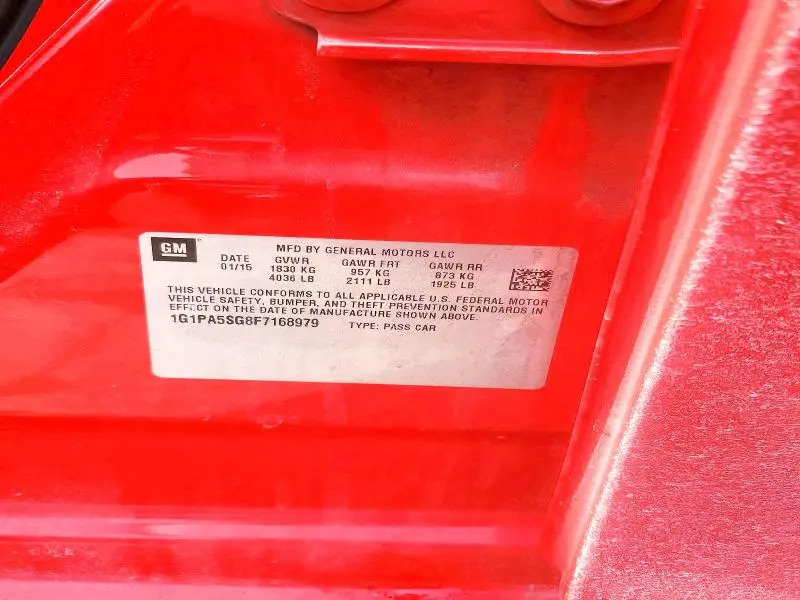 GM
MFD BY GENERAL MOTORS LLC
DATE GVWR GAWR FRT GAWR RR
01/15 1830 KG 957 KG 873 KG
4036 LB 2111 LB 1925 LB
THIS VEHICLE CONFORMS TO ALL APPLICABLE U.S. FEDERAL MOTOR
VEHICLE SAFETY, BUMPER, AND THEFT PREVENTION STANDARDS IN
EFFECT ON THE DATE OF MANUFACTURE SHOWN ABOVE.
1G1PA5SG8F7168979 TYPE: PASS CAR